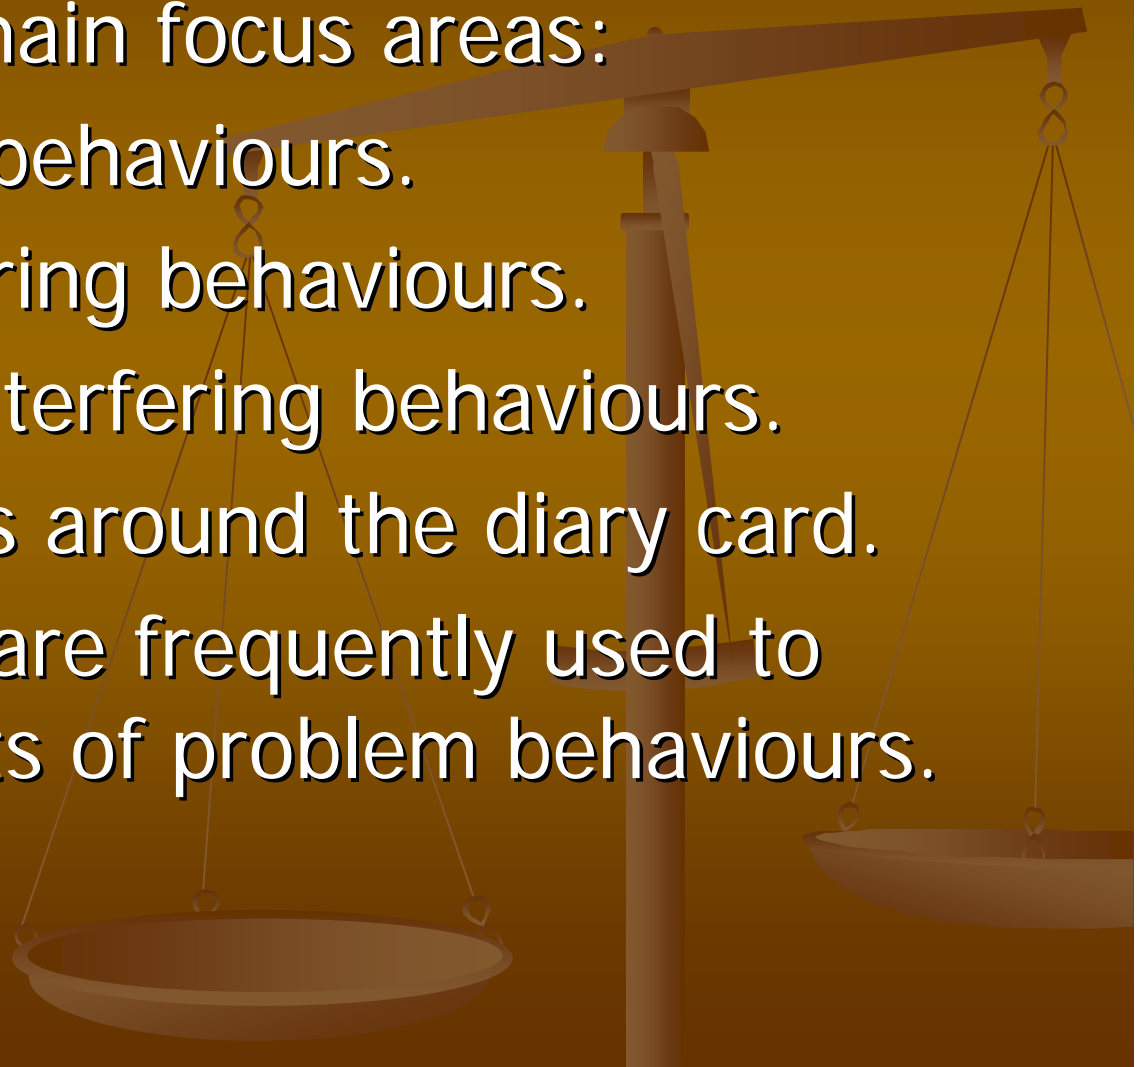 main focus areas:
behaviours.
ring behaviours.
terfering behaviours.
s around the diary card.
are frequently used to
ts of problem behaviours.